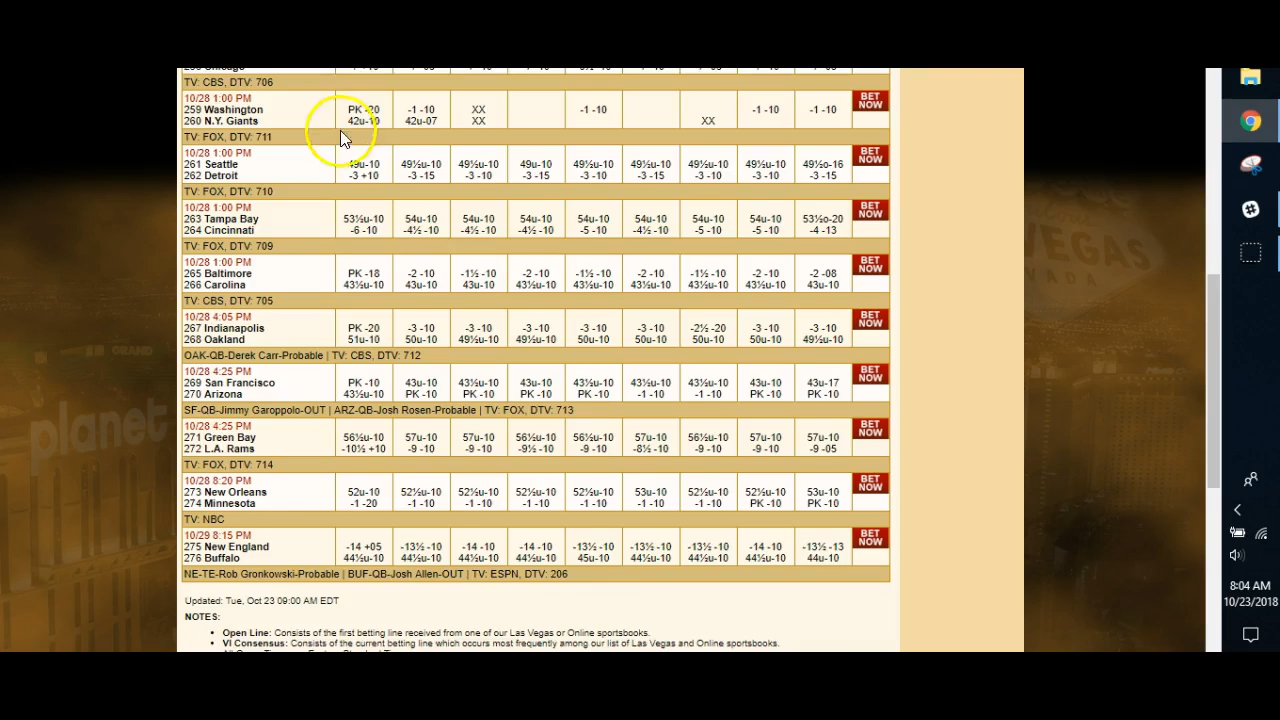 TV: CBS, DTV: 706
10/28 1:00 PM
259 Washington PK -20 -1 -10 XX -1 -10 -1 -10 -1 -10
260 N.Y. Giants 42u-10 42u-07 XX XX
BET NOW
TV: FOX, DTV: 711
10/28 1:00 PM
261 Seattle 49u-10 49½u-10 49½u-10 49u-10 49½u-10 49½u-10 49½u-10 49½u-10 49½o-16
262 Detroit -3 +10 -3 -15 -3 -10 -3 -15 -3 -10 -3 -15 -3 -10 -3 -10 -3 -15
BET NOW
TV: FOX, DTV: 710
10/28 1:00 PM
263 Tampa Bay 53½u-10 54u-10 54u-10 54u-10 54u-10 54u-10 54u-10 54u-10 53½o-20
264 Cincinnati -6 -10 -4½ -10 -4½ -10 -4½ -10 -5 -10 -4½ -10 -5 -10 -5 -10 -4 -13
BET NOW
TV: FOX, DTV: 709
10/28 1:00 PM
265 Baltimore PK -18 -2 -10 -1½ -10 -2 -10 -1½ -10 -2 -10 -1½ -10 -2 -10 -2 -08
266 Carolina 43½u-10 43u-10 43u-10 43u-10 43½u-10 43½u-10 43½u-10 43½u-10 43u-10
BET NOW
TV: CBS, DTV: 705
10/28 4:05 PM
267 Indianapolis PK -20 -3 -10 -3 -10 -3 -10 -3 -10 -3 -10 -2½ -20 -3 -10 -3 -10
268 Oakland 51u-10 50u-10 49½u-10 49½u-10 50u-10 50u-10 50u-10 50u-10 49½u-10
BET NOW
OAK-QB-Derek Carr-Probable | TV: CBS, DTV: 712
10/28 4:25 PM
269 San Francisco PK -10 43u-10 43½u-10 43u-10 43½u-10 43½u-10 43½u-10 43u-10 43u-17
270 Arizona 43½u-10 PK -10 PK -10 PK -10 PK -10 -1 -10 -1 -10 PK -10 PK -10
BET NOW
SF-QB-Jimmy Garoppolo-OUT | ARZ-QB-Josh Rosen-Probable | TV: FOX, DTV: 713
10/28 4:25 PM
271 Green Bay 56½u-10 57u-10 57u-10 56½u-10 56½u-10 57u-10 56½u-10 57u-10 57u-10
272 L.A. Rams -10½ +10 -9 -10 -9 -10 -9½ -10 -9 -10 -8½ -10 -9 -10 -9 -10 -9 -05
BET NOW
TV: FOX, DTV: 714
10/28 8:20 PM
273 New Orleans 52u-10 52½u-10 52½u-10 52½u-10 52½u-10 53u-10 52½u-10 52½u-10 53u-10
274 Minnesota -1 -20 -1 -10 -1 -10 -1 -10 -1 -10 -1 -10 -1 -10 PK -10 PK -10
BET NOW
TV: NBC
10/29 8:15 PM
275 New England -14 +05 -13½ -10 -14 -10 -14 -10 -13½ -10 -13½ -10 -13½ -10 -14 -10 -13½ -13
276 Buffalo 44½u-10 44½u-10 44½u-10 44½u-10 45u-10 44½u-10 44½u-10 44½u-10 44u-10
BET NOW
NE-TE-Rob Gronkowski-Probable | BUF-QB-Josh Allen-OUT | TV: ESPN, DTV: 206
Updated: Tue, Oct 23 09:00 AM EDT
NOTES:
• Open Line: Consists of the first betting line received from one of our Las Vegas or Online sportsbooks.
• VI Consensus: Consists of the current betting line which occurs most frequently among our list of Las Vegas and Online sportsbooks.
planet
GRAND
VEGAS
VADA
8:04 AM
10/23/2018